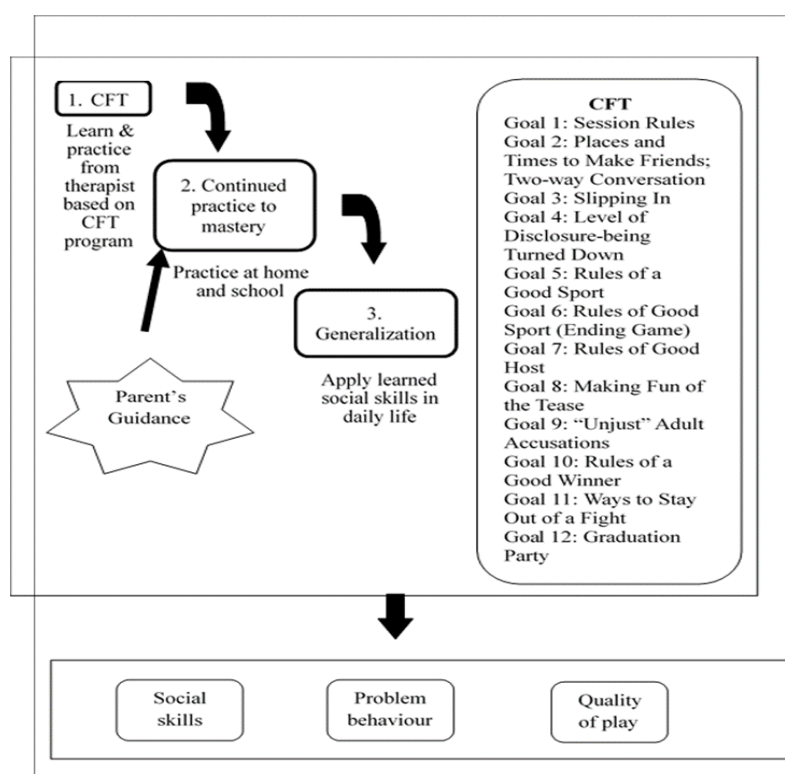 1. CFT
Learn &
practice
from
therapist
based on
CFT
program
2. Continued
practice to
mastery
Practice at home
and school
3.
Generalization
Apply learned
social skills in
daily life
Parent's
Guidance
CFT
Goal 1: Session Rules
Goal 2: Places and
Times to Make Friends;
Two-way Conversation
Goal 3: Slipping In
Goal 4: Level of
Disclosure-being
Turned Down
Goal 5: Rules of a
Good Sport
Goal 6: Rules of Good
Sport (Ending Game)
Goal 7: Rules of Good
Host
Goal 8: Making Fun of
the Tease
Goal 9: “Unjust” Adult
Accusations
Goal 10: Rules of a
Good Winner
Goal 11: Ways to Stay
Out of a Fight
Goal 12: Graduation
Party
Social
skills
Problem
behaviour
Quality
of play